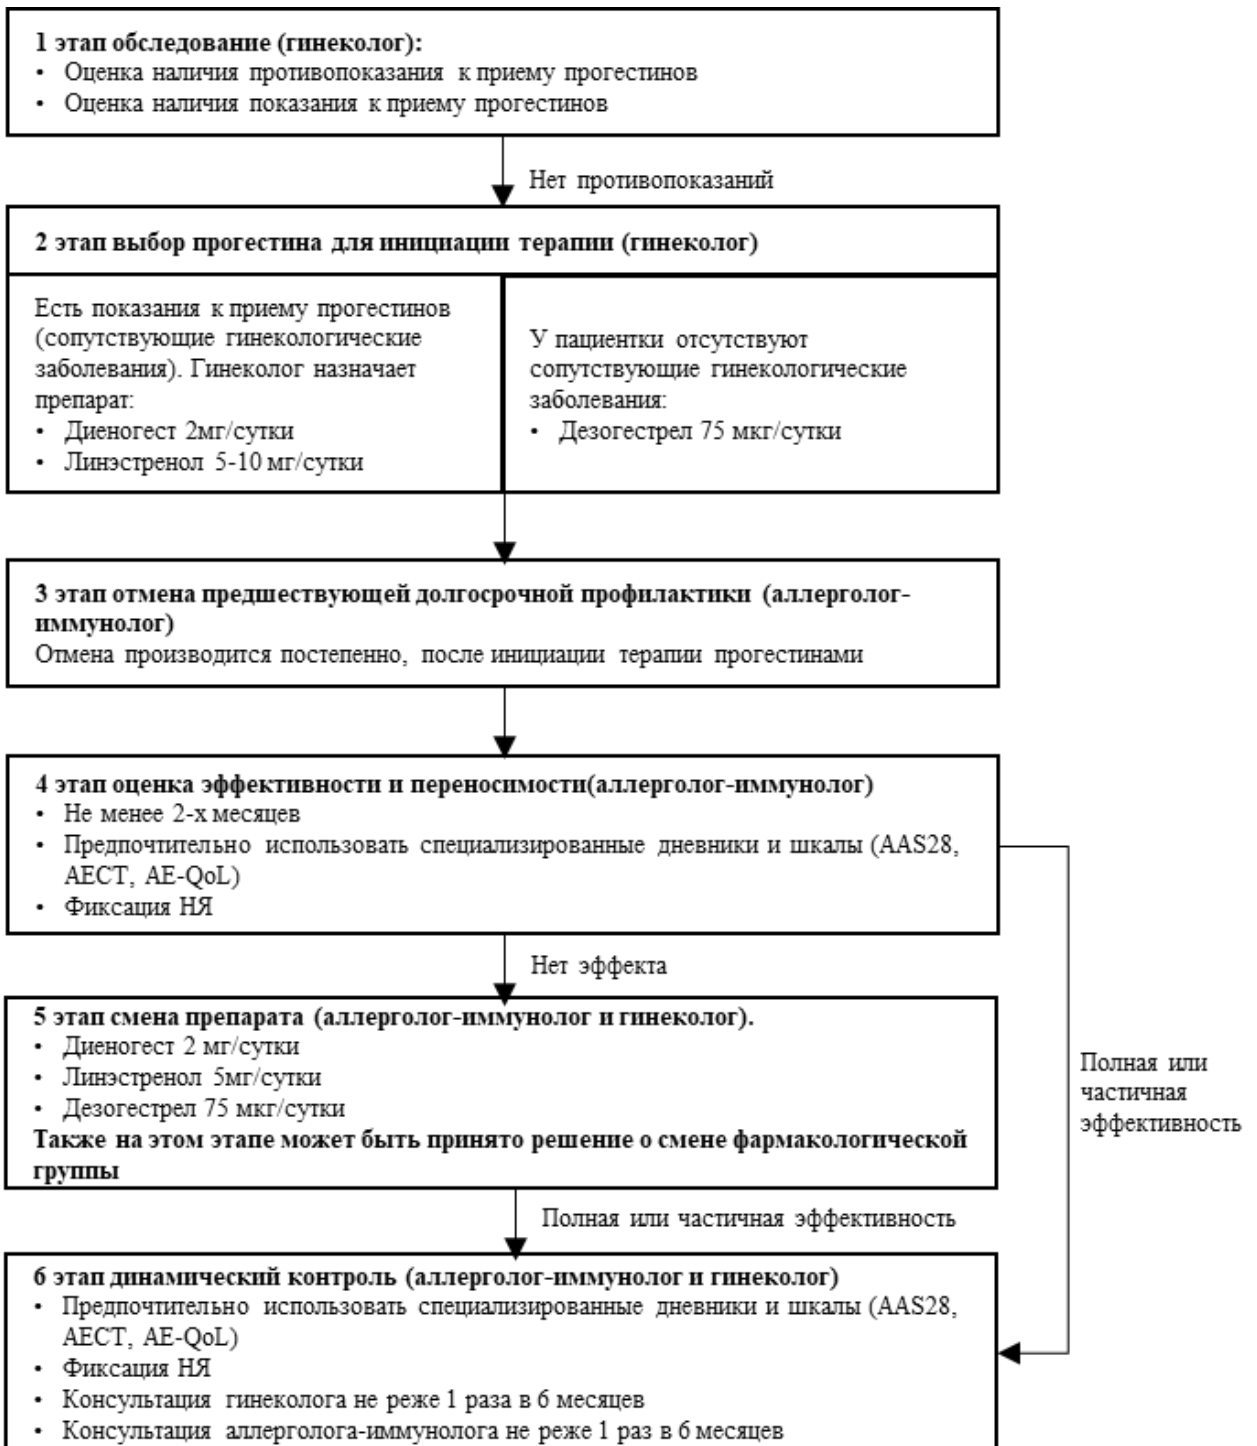 1 этап обследование (гинеколог):
• Оценка наличия противопоказания к приему прогестинов
• Оценка наличия показания к приему прогестинов
Нет противопоказаний
2 этап выбор прогестина для инициации терапии (гинеколог)
Есть показания к приему прогестинов
(сопутствующие гинекологические
заболевания). Гинеколог назначает
препарат:
• Диеногест 2мг/сутки
• Линэстренол 5-10 мг/сутки
У пациентки отсутствуют
сопутствующие гинекологические
заболевания:
• Дезогестрел 75 мкг/сутки
3 этап отмена предшествующей долгосрочной профилактики (аллерголог-
иммунолог)
Отмена производится постепенно, после инициации терапии прогестинами
4 этап оценка эффективности и переносимости(аллерголог-иммунолог)
• Не менее 2-х месяцев
• Предпочтительно использовать специализированные дневники и шкалы (AAS28,
AECT, AE-QoL)
• Фиксация НЯ
Нет эффекта
5 этап смена препарата (аллерголог-иммунолог и гинеколог).
• Диеногест 2 мг/сутки
• Линэстренол 5мг/сутки
• Дезогестрел 75 мкг/сутки
Также на этом этапе может быть принято решение о смене фармакологической
группы
Полная или
частичная
эффективность
Полная или частичная эффективность
6 этап динамический контроль (аллерголог-иммунолог и гинеколог)
• Предпочтительно использовать специализированные дневники и шкалы (AAS28,
AECT, AE-QoL)
• Фиксация НЯ
• Консультация гинеколога не реже 1 раза в 6 месяцев
• Консультация аллерголога-иммунолога не реже 1 раз в 6 месяцев